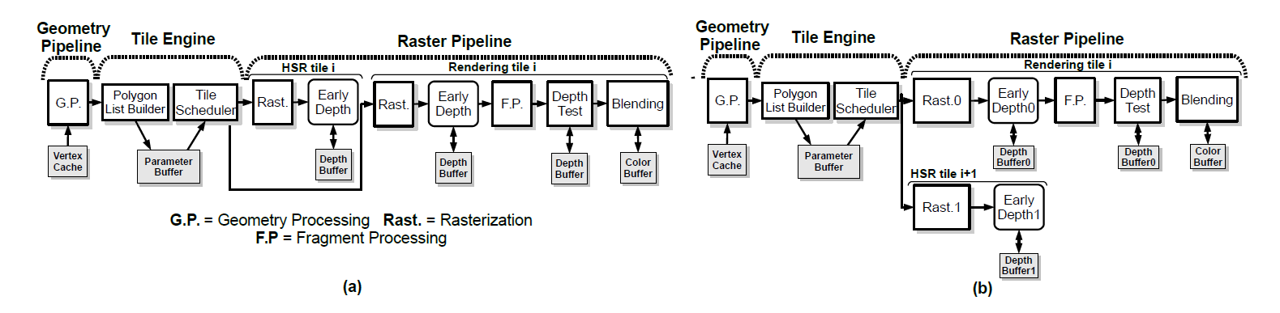 Geometry
Pipeline
Tile Engine
Raster Pipeline
HSR tile i
Rendering tile i
G.P.
Polygon
List Builder
Tile
Scheduler
Rast.
Early
Depth
Rast.
Early
Depth
F.P.
Depth
Test
Blending
Vertex
Cache
Parameter
Buffer
Depth
Buffer
Depth
Buffer
Depth
Buffer
Color
Buffer
G.P. = Geometry Processing Rast. = Rasterization
F.P = Fragment Processing
(a)
Geometry
Pipeline
Tile Engine
Raster Pipeline
Rendering tile i
G.P.
Polygon
List Builder
Tile
Scheduler
Rast.0
Early
Depth0
F.P.
Depth
Test
Blending
Vertex
Cache
Parameter
Buffer
Depth
Buffer0
Depth
Buffer0
Color
Buffer
HSR tile i+1
Rast.1
Early
Depth1
Depth
Buffer1
(b)